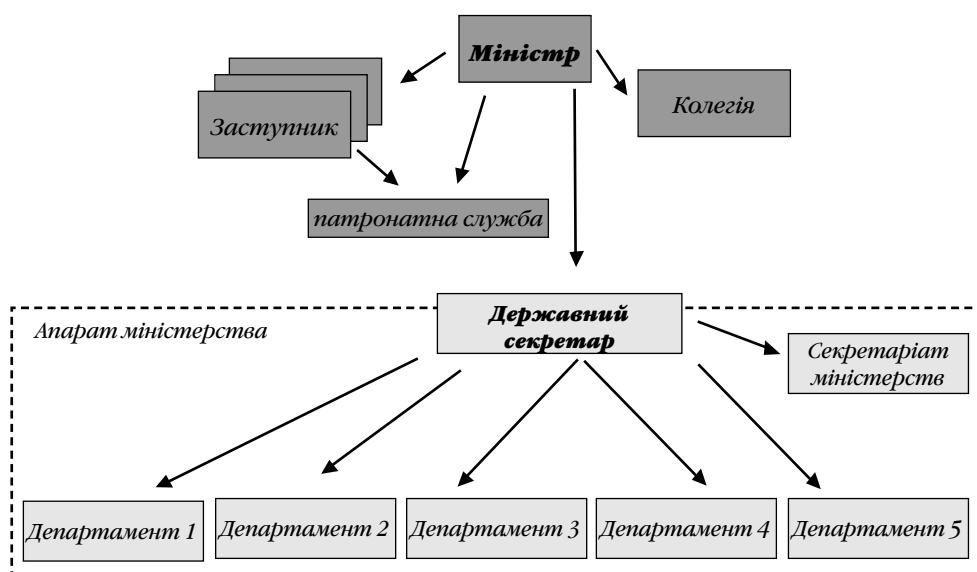 Міністр
Колегія
Заступник
патронатна служба
Державний
секретар
Апарат міністерства
Секретаріат
міністерств
Департамент 1
Департамент 2
Департамент 3
Департамент 4
Департамент 5